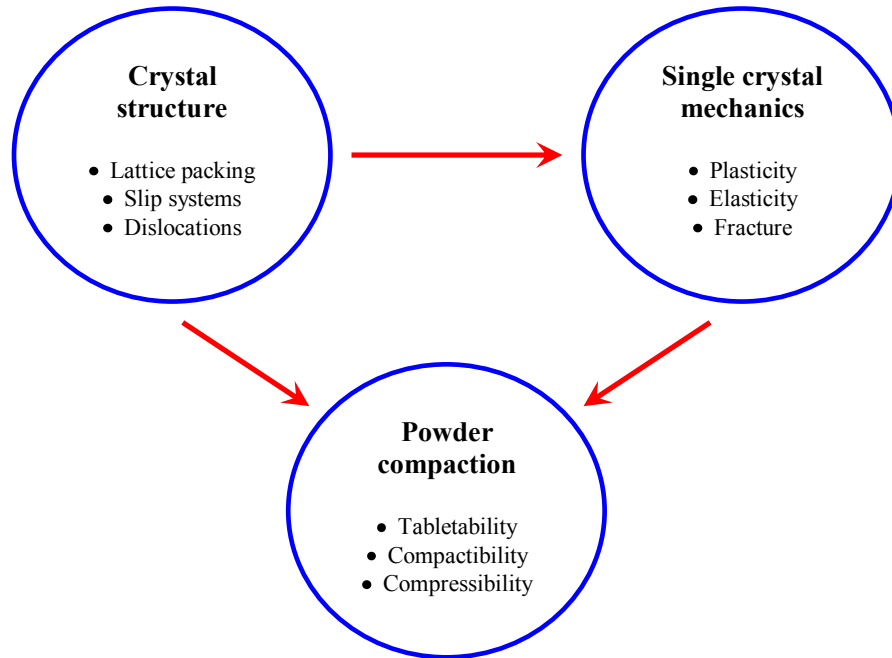 Crystal
structure
• Lattice packing
• Slip systems
• Dislocations
Single crystal
mechanics
• Plasticity
• Elasticity
• Fracture
Powder
compaction
• Tabletability
• Compactibility
• Compressibility